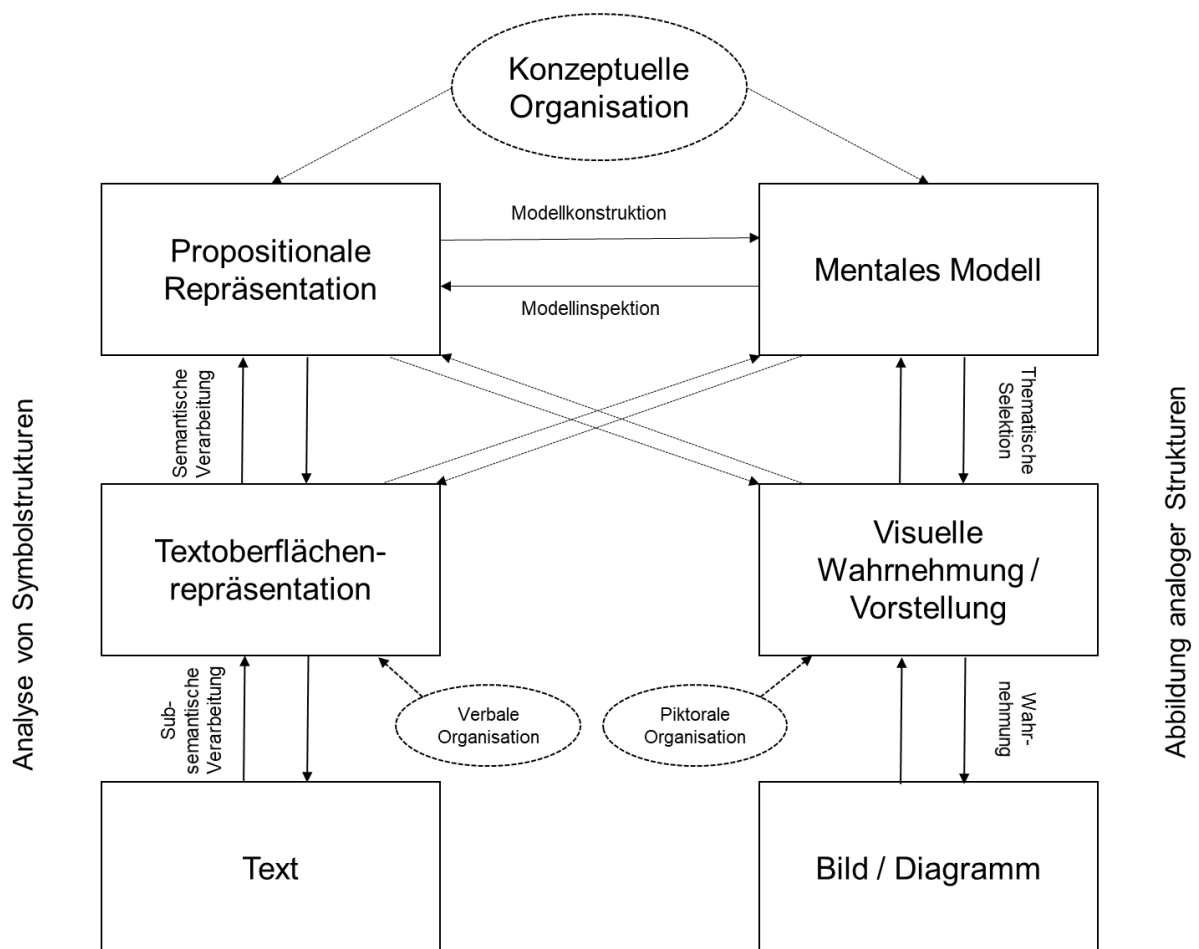 Konzeptuelle
Organisation
Propositionale
Repräsentation
Modellkonstruktion
Modellinspektion
Mentales Modell
Analyse von Symbolstrukturen
Semantische
Verarbeitung
Thematische
Selektion
Abbildung analoger Strukturen
Textoberflächen-
repräsentation
Visuelle
Wahrnehmung /
Vorstellung
Sub-
semantische
Verarbeitung
Verbale
Organisation
Piktorale
Organisation
Wahr-
nehmung
Text
Bild / Diagramm